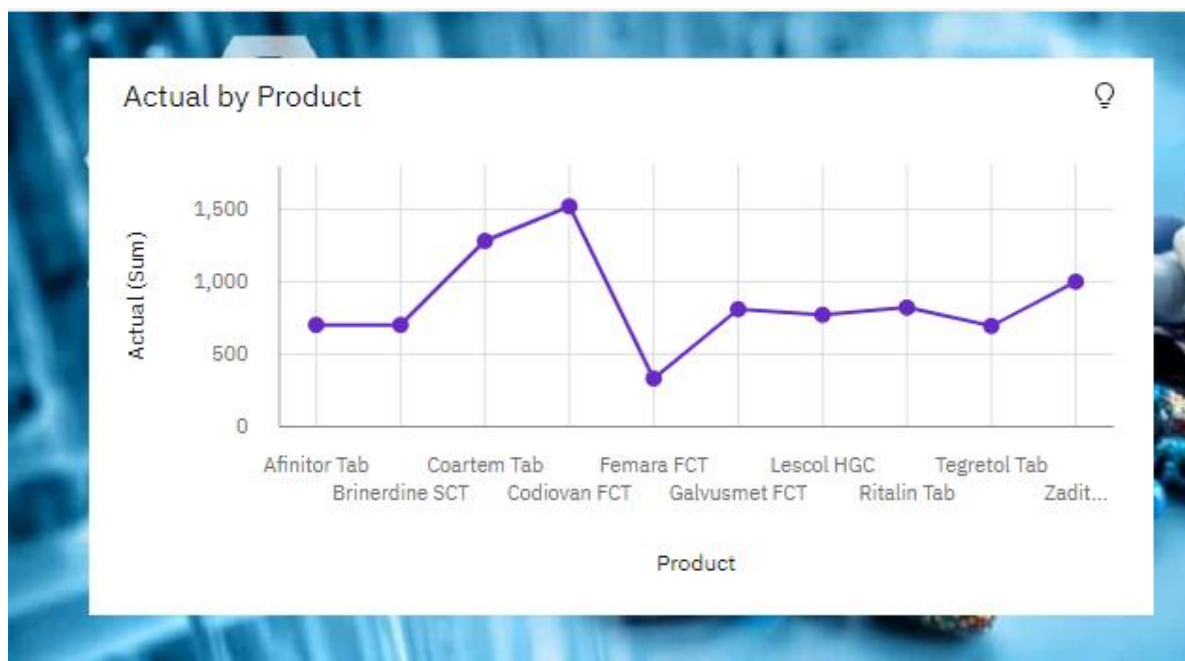 Actual by Product
1,500
1,000
500
0
Actual (Sum)
Afinitor Tab
Brinerdine SCT
Coartem Tab
Codiovan FCT
Femara FCT
Galvusmet FCT
Lescol HGC
Ritalin Tab
Tegretol Tab
Zadit...
Product